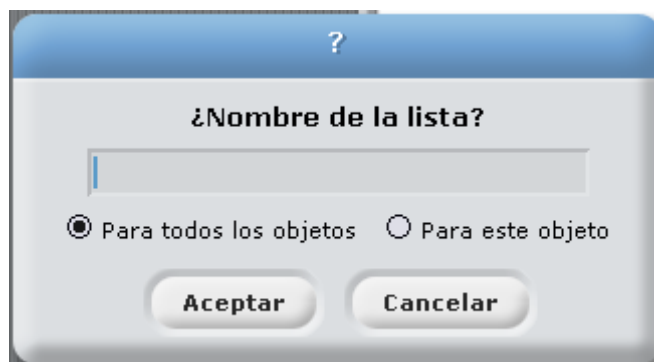 ?
¿Nombre de la lista?
Para todos los objetos Para este objeto
Aceptar Cancelar